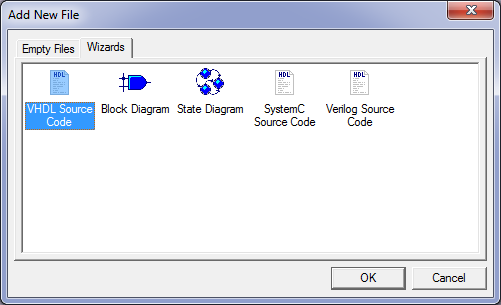 Add New File
Empty Files
Wizards
HDL
HDL
HDL
VHDL Source
Code
Block Diagram
State Diagram
SystemC
Source Code
Verilog Source
Code
OK
Cancel